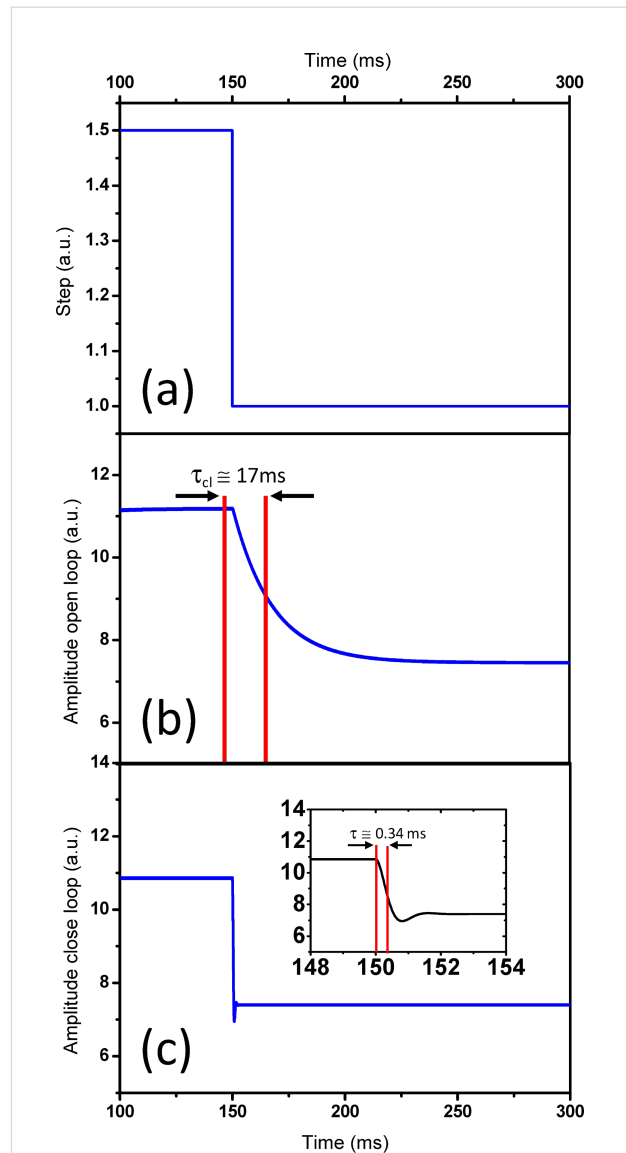 Time (ms)
100 150 200 250 300
1.5
1.4
1.3
1.2
1.1
1.0
Step (a.u.)
(a)
τcl ≅ 17ms
12
10
8
6
Amplitude open loop (a.u.)
(b)
14
12
10
8
6
Amplitude close loop (a.u.)
(c)
14
12
10
8
6
τ ≅ 0.34 ms
148 150 152 154
100 150 200 250 300
Time (ms)